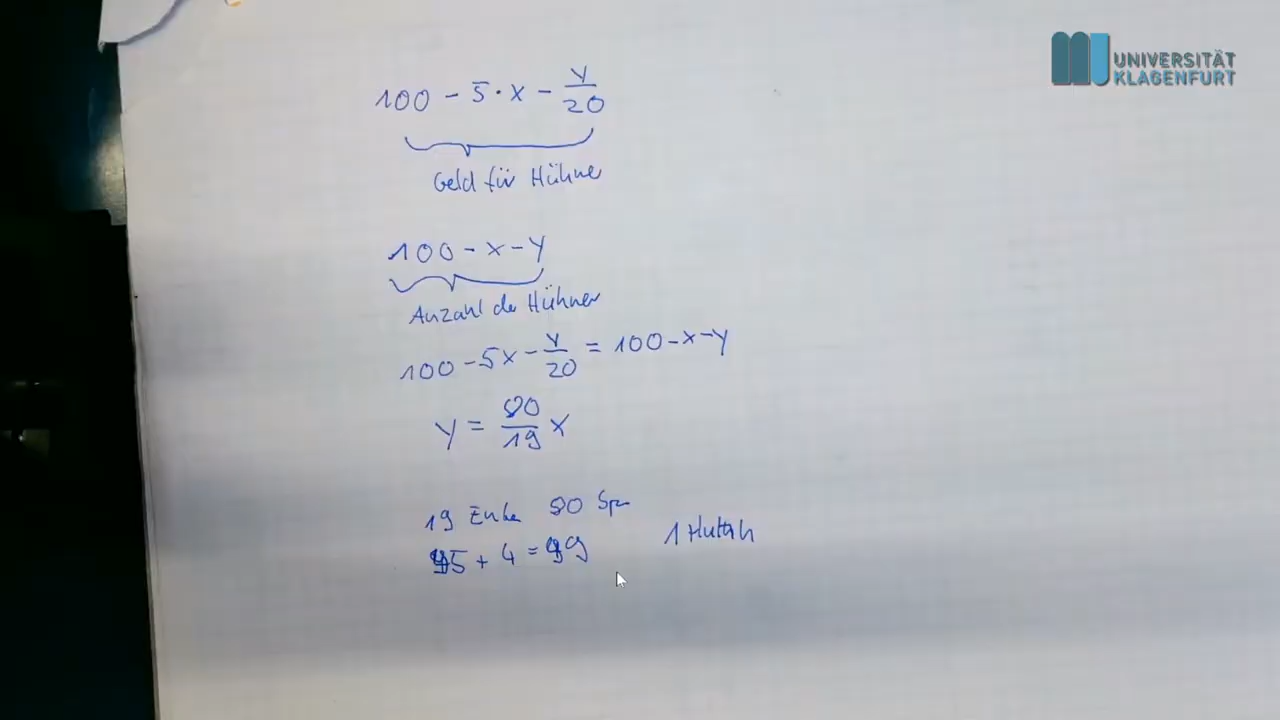 UNIVERSITÄT
KLAGENFURT
100 - 5·x - y/20
Geld für Hühner
100 - x - y
Anzahl der Hühner
100 - 5x - y/20 = 100 - x - y
y = 80/19 x
19 Enten 80 Sp
95 + 4 = 99
1 Huhn